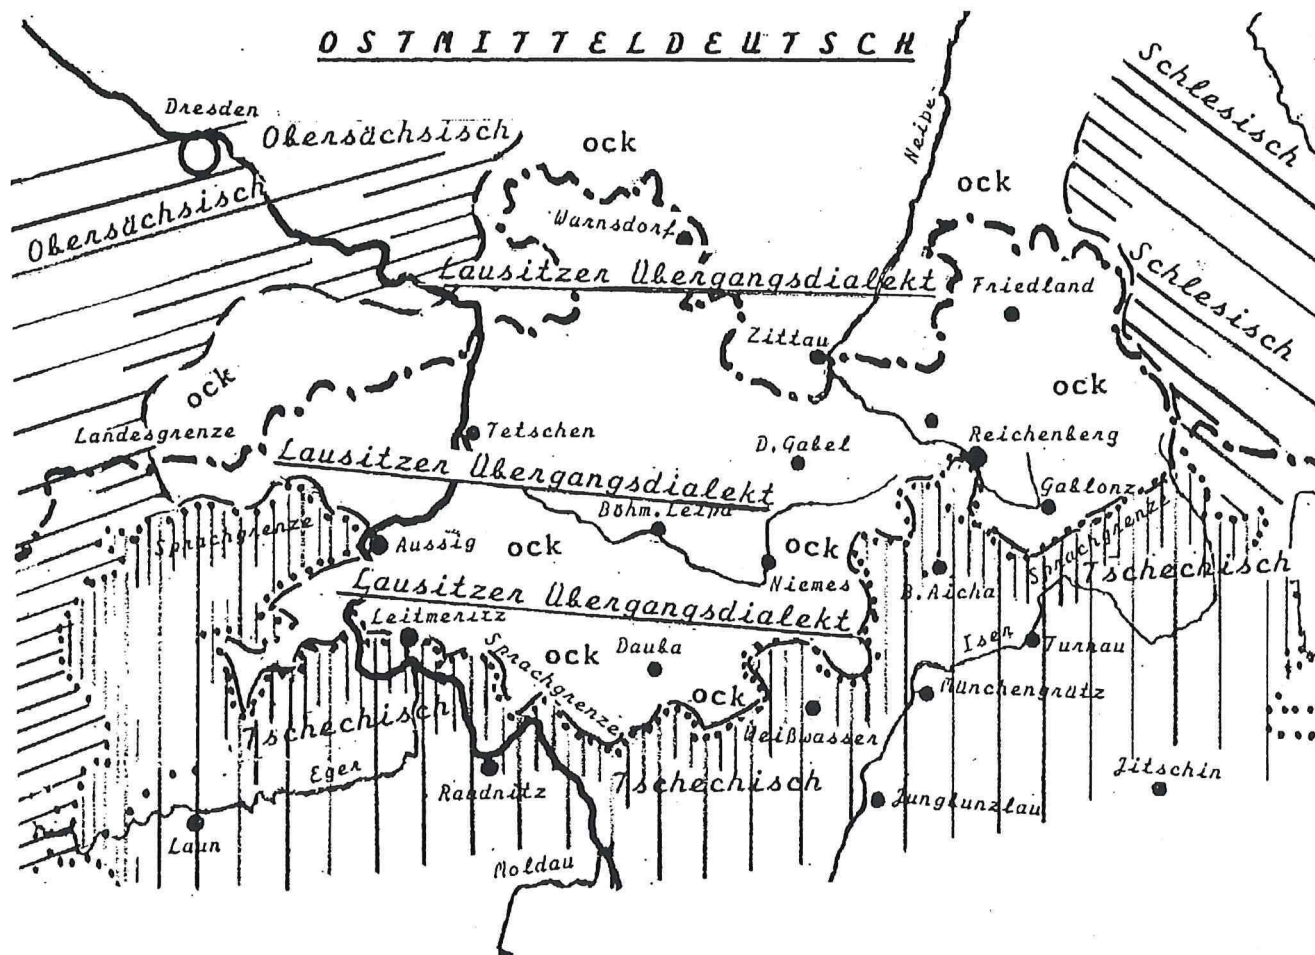 OSTMITTELDEUTSCH
Dresden
Obersächsisch
ock
Neiße
Schlesisch
Obersächsisch
ock
Warnsdorf
Lausitzer Übergangsdialekt
Friedland
Schlesisch
Zittau
ock
ock
Landesgrenze
Tetschen
D. Gabel
Reichenberg
Lausitzer Übergangsdialekt
Gablonz
Böhm. Leipa
Sprachgrenze
Aussig
ock
ock
Sprachgrenze
Tschechisch
Niemes
B. Aicha
Lausitzer Übergangsdialekt
Leitmeritz
Iser
Turnau
Sprachgrenze
ock
Dauba
ock
Münchengrätz
Tschechisch
Weißwasser
Eger
Raudnitz
Tschechisch
Jitschin
Jungbunzlau
Laun
Moldau